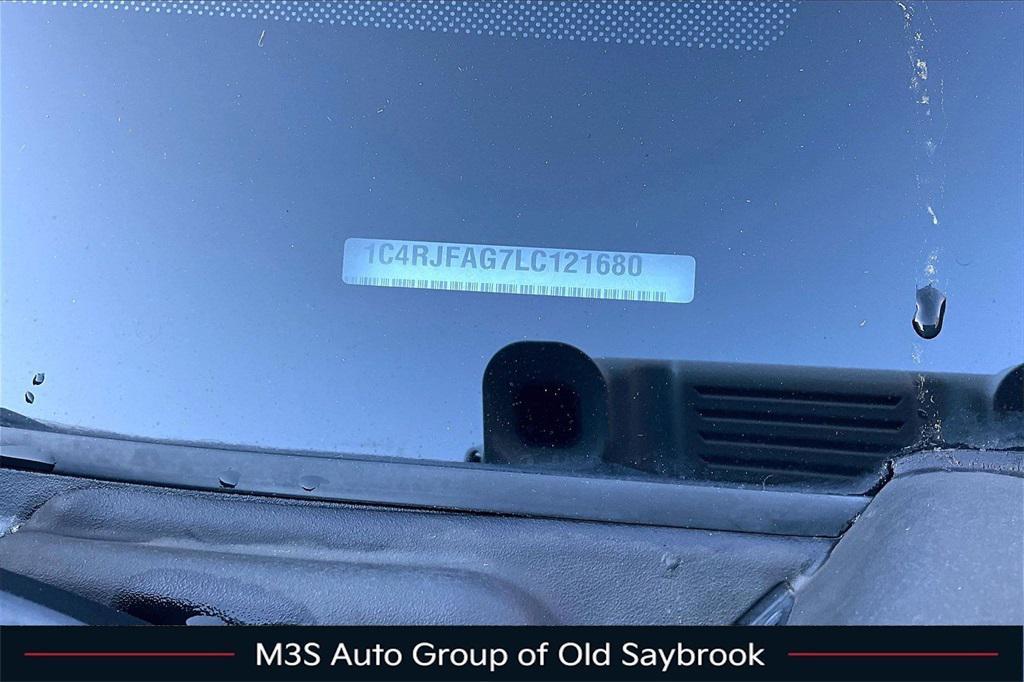 1C4RJFAG7LC121680
M3S Auto Group of Old Saybrook